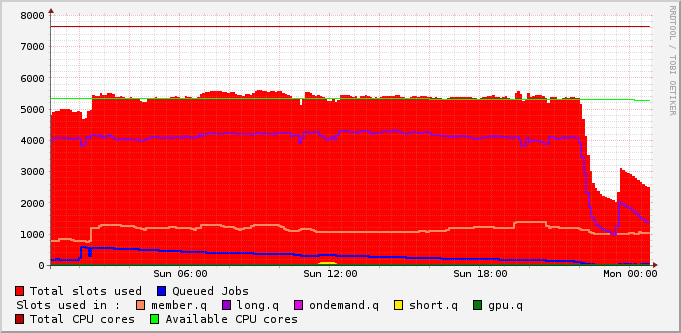 8000
7000
6000
5000
4000
3000
2000
1000
0
Sun 06:00 Sun 12:00 Sun 18:00 Mon 00:00
RRDTOOL / TOBI OETIKER
Total slots used Queued Jobs
Slots used in : member.q long.q ondemand.q short.q gpu.q
Total CPU cores Available CPU cores